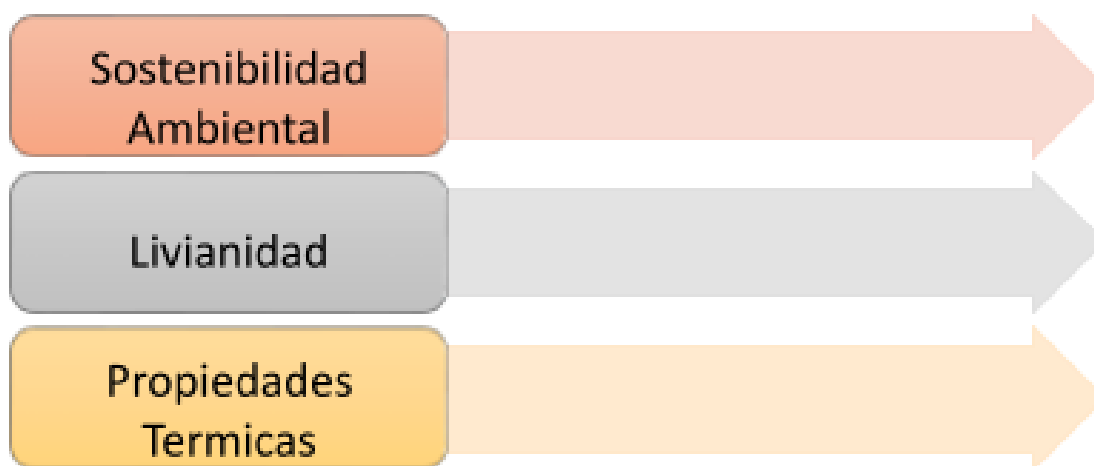 Sostenibilidad
Ambiental
Livianidad
Propiedades
Termicas